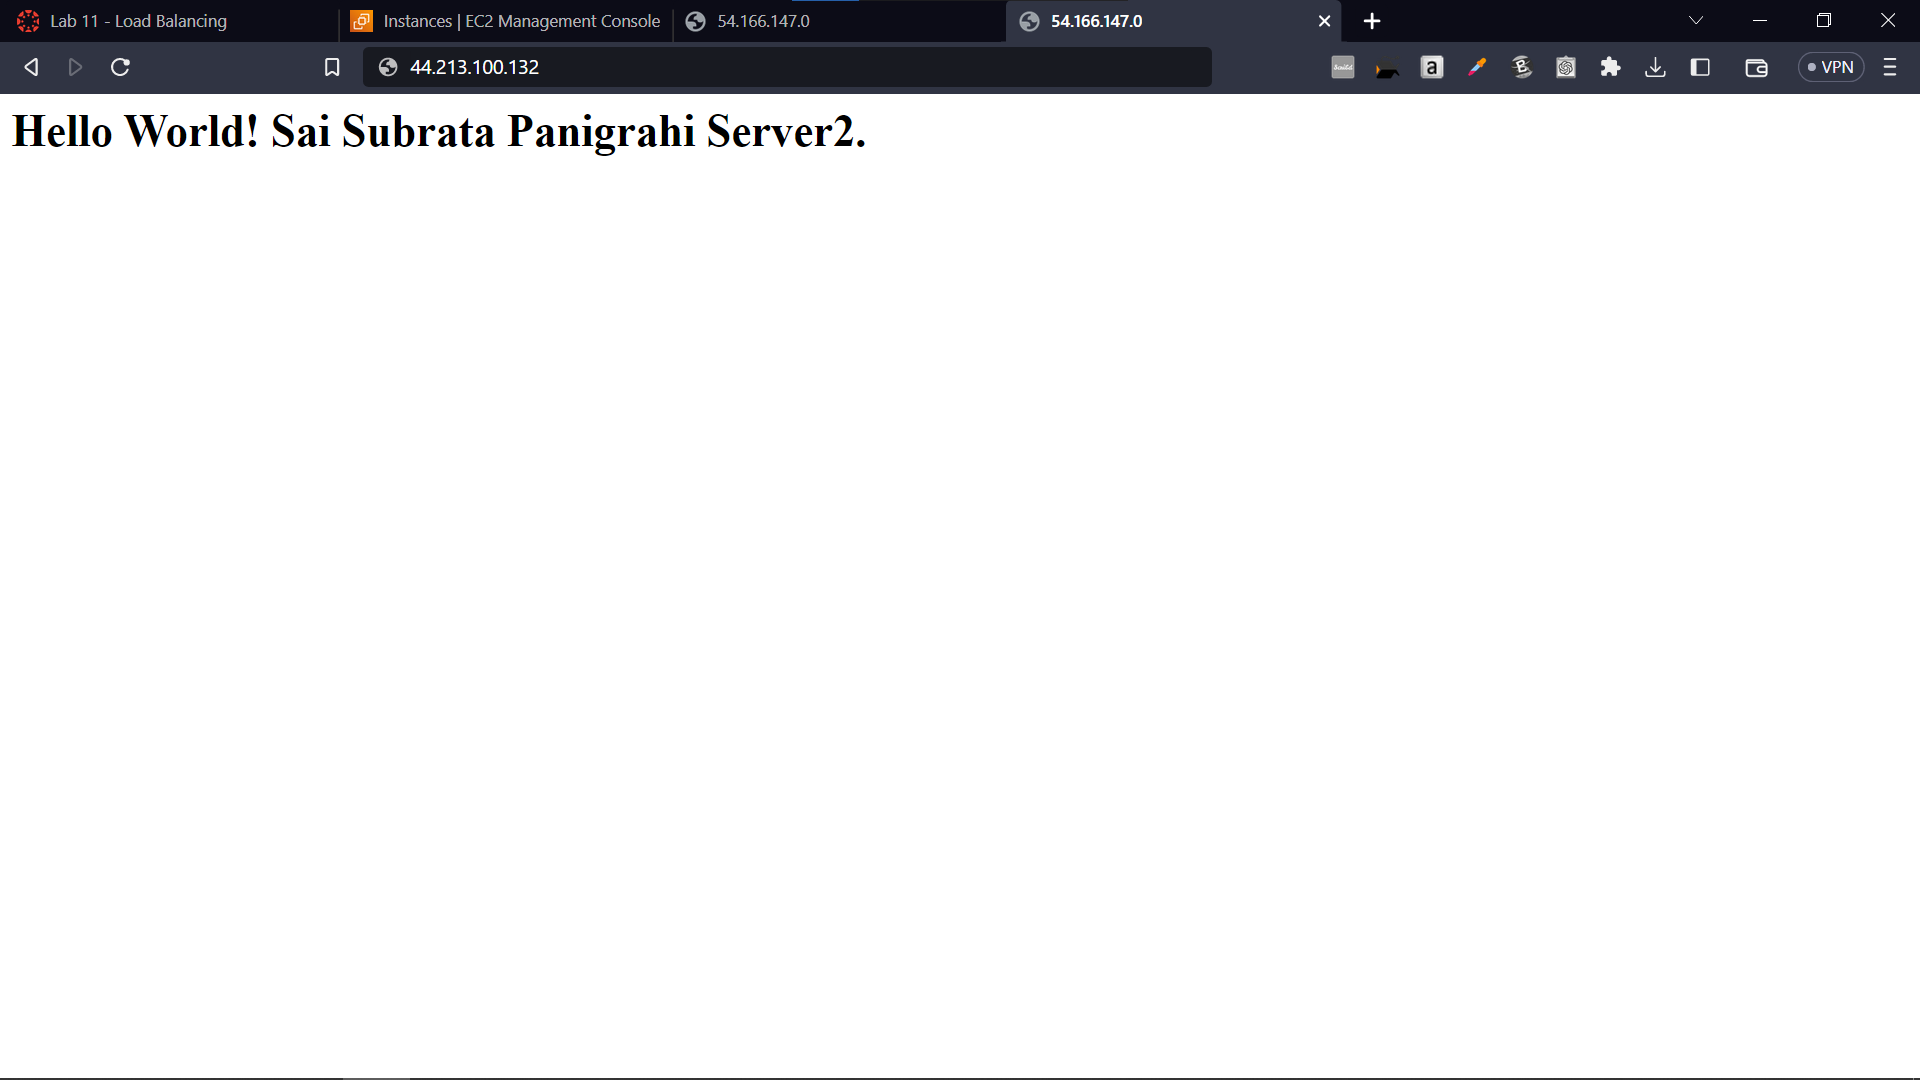 Lab 11 - Load Balancing
Instances | EC2 Management Console
54.166.147.0
54.166.147.0
44.213.100.132
VPN
Hello World! Sai Subrata Panigrahi Server2.